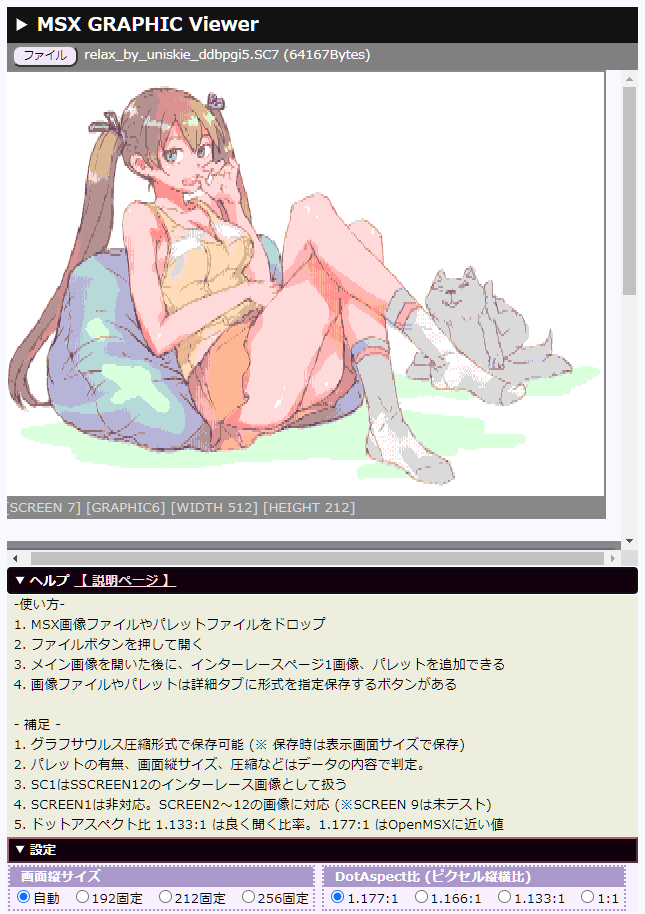 ▶ MSX GRAPHIC Viewer
ファイル relax_by_uniskie_ddbpgi5.SC7 (64167Bytes)
[SCREEN 7] [GRAPHIC6] [WIDTH 512] [HEIGHT 212]
▼ ヘルプ 【 説明ページ 】
-使い方-
1. MSX画像ファイルやパレットファイルをドロップ
2. ファイルボタンを押して開く
3. メイン画像を開いた後に、インターレースページ1画像、パレットを追加できる
4. 画像ファイルやパレットは詳細タブに形式を指定保存するボタンがある
- 補足 -
1. グラフサウルス圧縮形式で保存可能 (※ 保存時は表示画面サイズで保存)
2. パレットの有無、画面縦サイズ、圧縮などはデータの内容で判定。
3. SC1はSSCREEN12のインターレース画像として扱う
4. SCREEN1は非対応。SCREEN2～12の画像に対応 (※SCREEN 9は未テスト)
5. ドットアスペクト比 1.133:1 は良く聞く比率。1.177:1 はOpenMSXに近い値
▼ 設定
画面縦サイズ
自動 192固定 212固定 256固定
DotAspect比 (ピクセル縦横比)
1.177:1 1.166:1 1.133:1 1:1